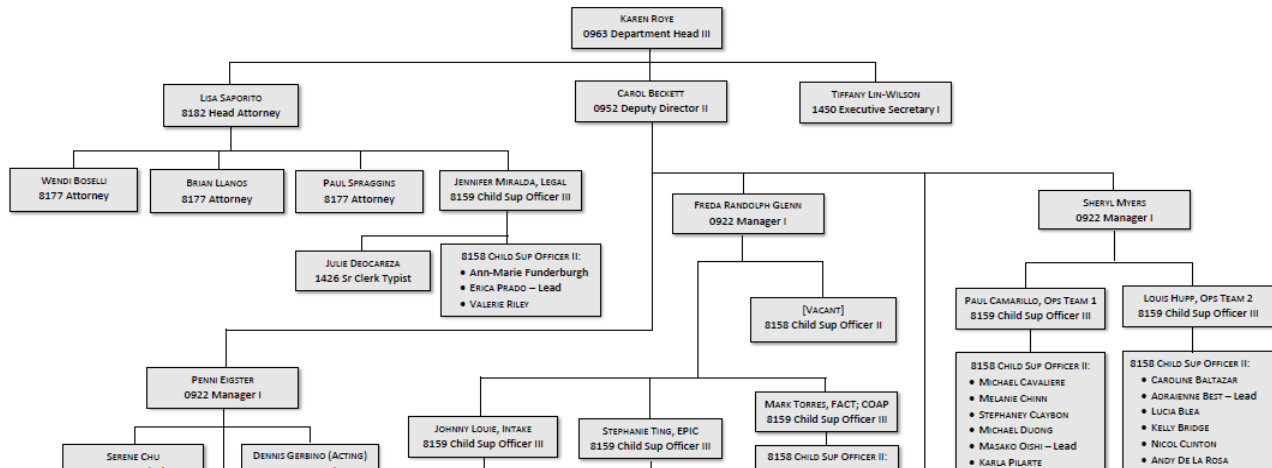 KAREN ROYE
0963 Department Head III
LISA SAPORITO
8182 Head Attorney
CAROL BECKETT
0952 Deputy Director II
TIFFANY LIN-WILSON
1450 Executive Secretary I
WENDI BOSELLI
8177 Attorney
BRIAN LLANOS
8177 Attorney
PAUL SPRAGGINS
8177 Attorney
JENNIFER MIRALDA, LEGAL
8159 Child Sup Officer III
FREDA RANDOLPH GLENN
0922 Manager I
SHERYL MYERS
0922 Manager I
JULIE DEOCAREZA
1426 Sr Clerk Typist
8158 CHILD SUP OFFICER II:
• Ann-Marie Funderburgh
• ERICA PRADO – Lead
• VALERIE RILEY
[VACANT]
8158 Child Sup Officer II
PAUL CAMARILLO, OPS TEAM 1
8159 Child Sup Officer III
LOUIS HUPP, OPS TEAM 2
8159 Child Sup Officer III
PENNI EIGSTER
0922 Manager I
8158 CHILD SUP OFFICER II:
• MICHAEL CAVALIERE
• MELANIE CHINN
• STEPHANEY CLAYBON
• MICHAEL DUONG
• MASAKO OISHI – Lead
• KARLA PILARTE
8158 CHILD SUP OFFICER II:
• CAROLINE BALTAZAR
• ADRAIENNE BEST – Lead
• LUCIA BLEA
• KELLY BRIDGE
• NICOL CLINTON
• ANDY DE LA ROSA
JOHNNY LOUIE, INTAKE
8159 Child Sup Officer III
STEPHANIE TING, EPIC
8159 Child Sup Officer III
MARK TORRES, FACT; COAP
8159 Child Sup Officer III
8158 CHILD SUP OFFICER II:
SERENE CHU
DENNIS GERBINO (ACTING)